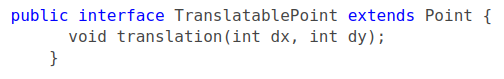 public interface TranslatablePoint extends Point {
void translation(int dx, int dy);
}